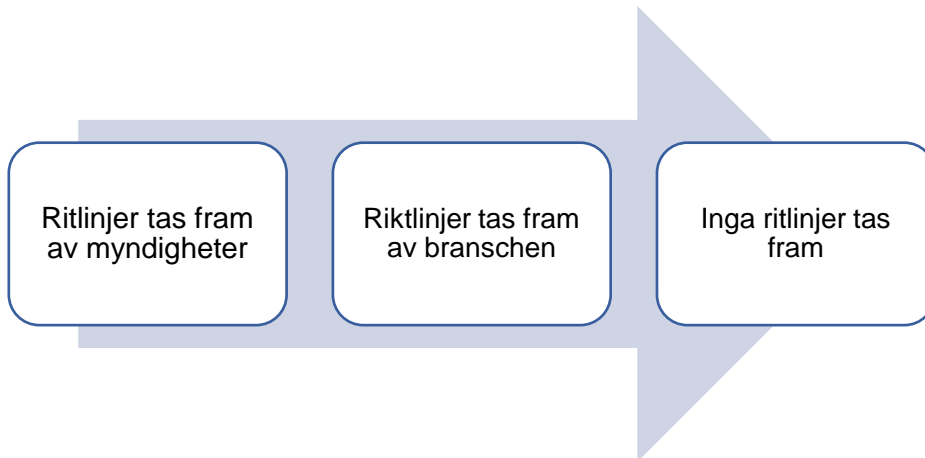 Ritlinjer tas fram
av myndigheter
Riktlinjer tas fram
av branschen
Inga ritlinjer tas
fram